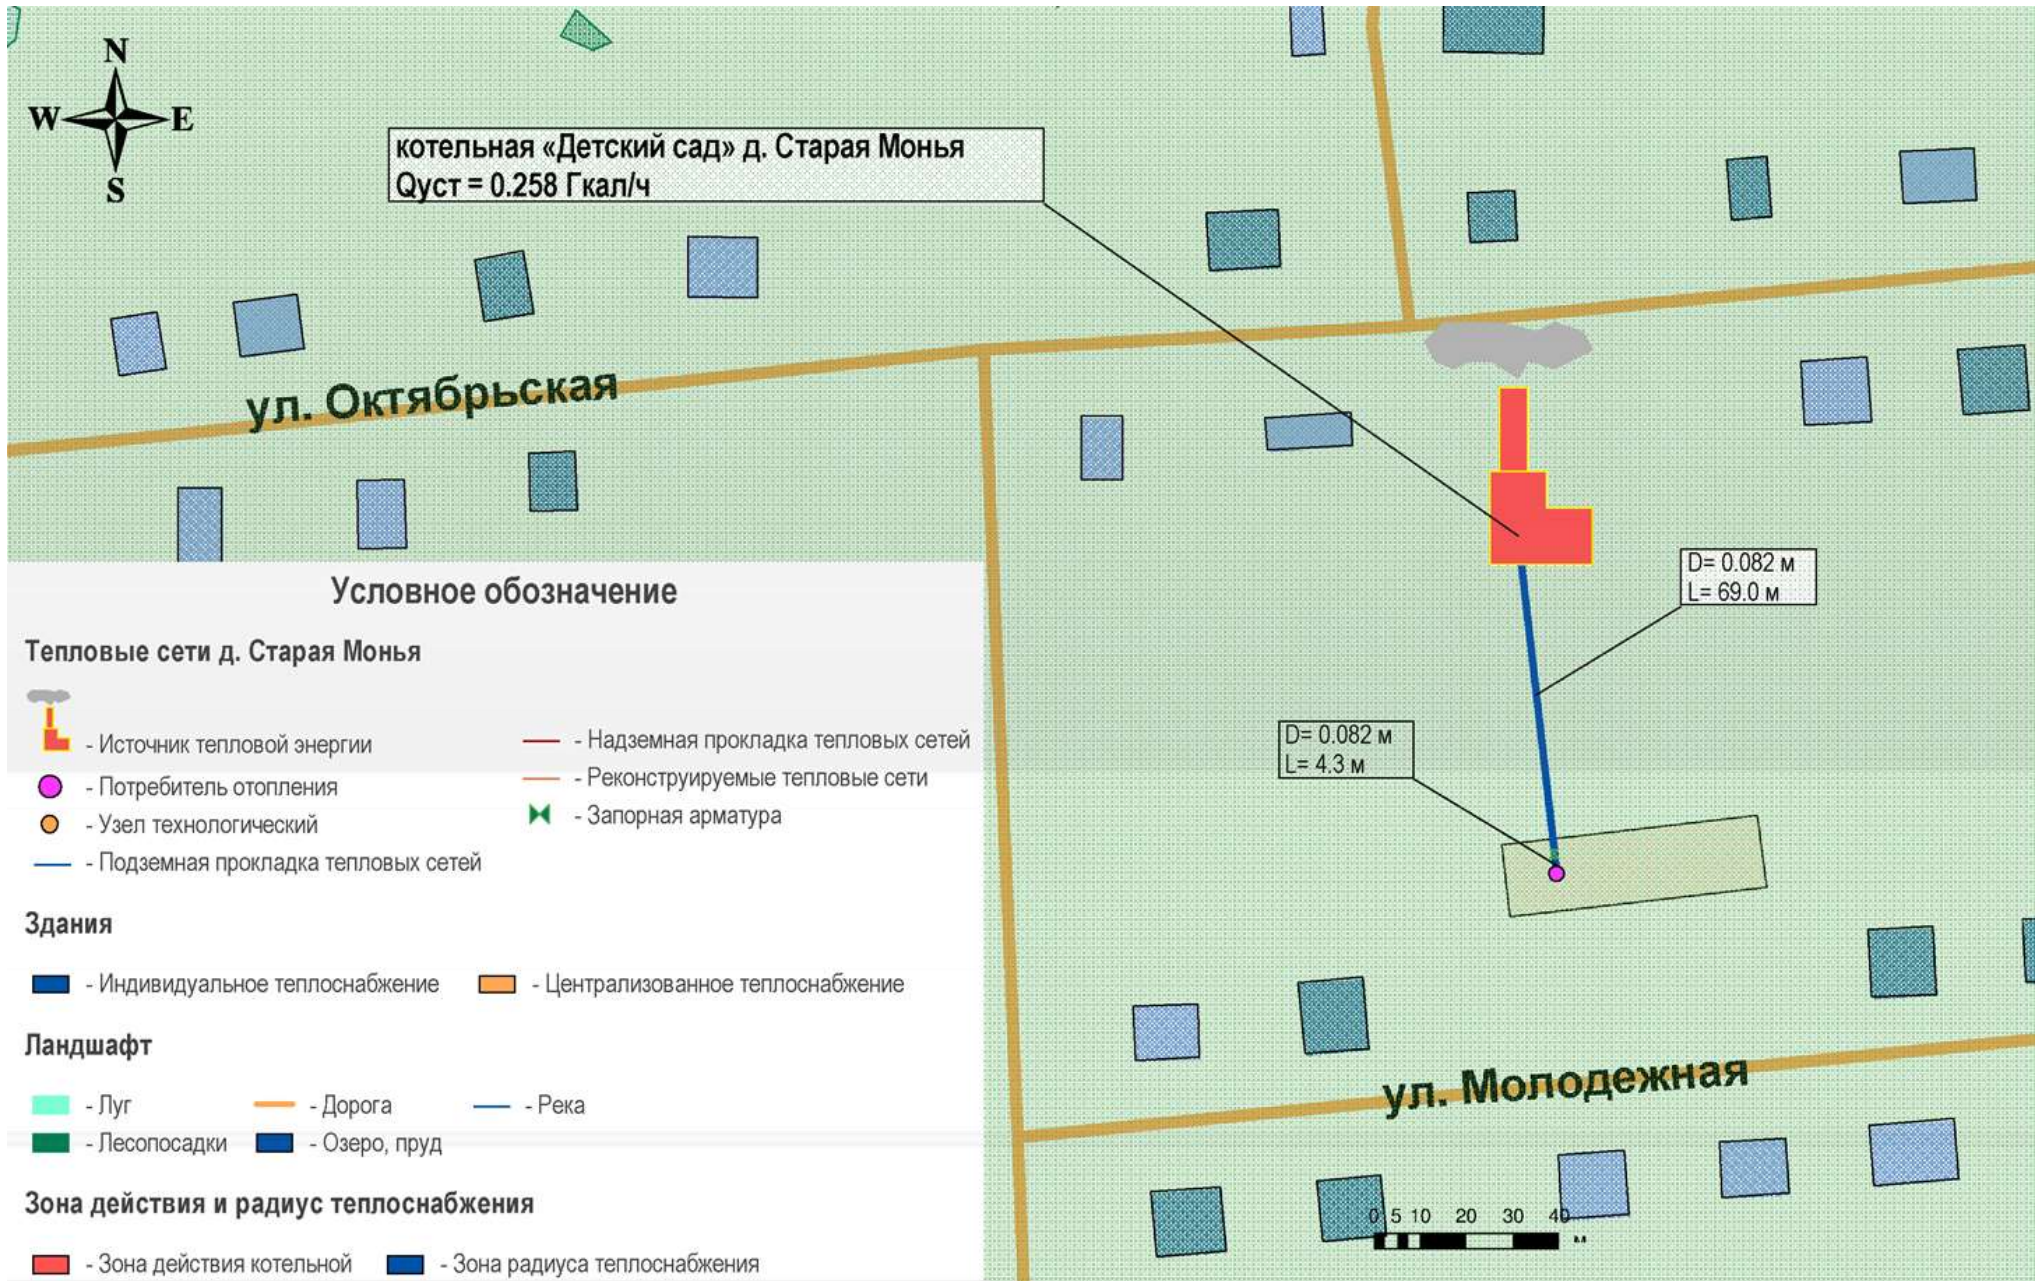 N
W E
S
котельная «Детский сад» д. Старая Монья
Qуст = 0.258 Гкал/ч
ул. Октябрьская
D= 0.082 м
L= 69.0 м
D= 0.082 м
L= 4.3 м
ул. Молодежная
0 5 10 20 30 40
м
Условное обозначение
Тепловые сети д. Старая Монья
- Источник тепловой энергии
- Потребитель отопления
- Узел технологический
- Подземная прокладка тепловых сетей
- Надземная прокладка тепловых сетей
- Реконструируемые тепловые сети
- Запорная арматура
Здания
- Индивидуальное теплоснабжение - Централизованное теплоснабжение
Ландшафт
- Луг - Дорога - Река
- Лесопосадки - Озеро, пруд
Зона действия и радиус теплоснабжения
- Зона действия котельной - Зона радиуса теплоснабжения